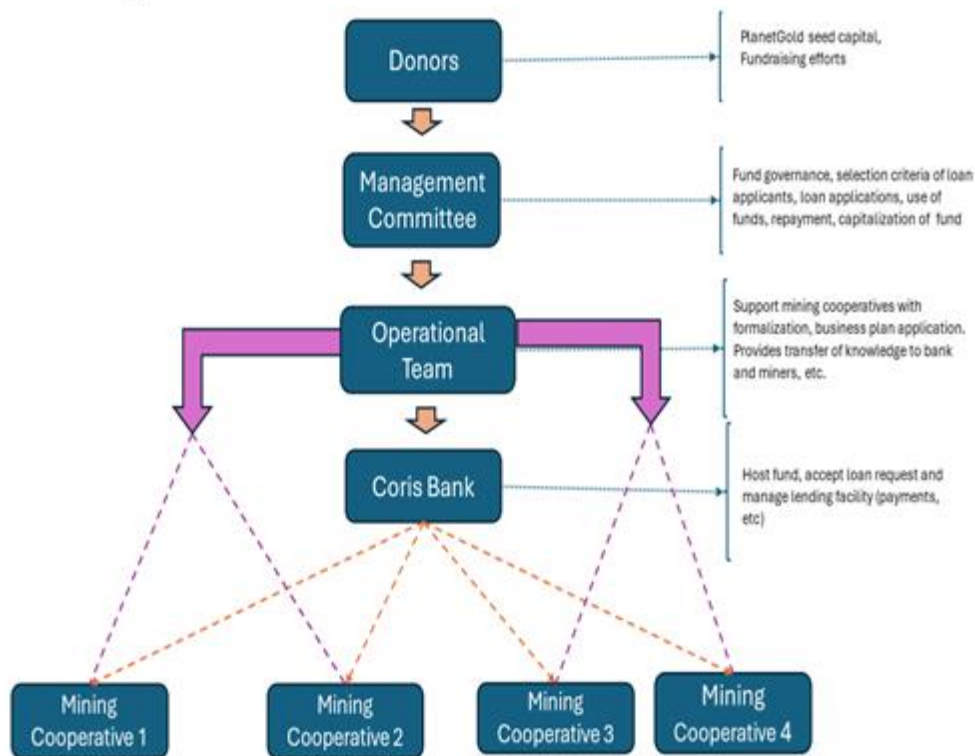 Donors
PlanetGold seed capital,
Fundraising efforts
Management
Committee
Fund governance, selection criteria of loan
applicants, loan applications, use of
funds, repayment, capitalization of fund
Operational
Team
Support mining cooperatives with
formalization, business plan application.
Provides transfer of knowledge to bank
and miners, etc.
Coris Bank
Host fund, accept loan request and
manage lending facility (payments,
etc)
Mining
Cooperative 1
Mining
Cooperative 2
Mining
Cooperative 3
Mining
Cooperative 4